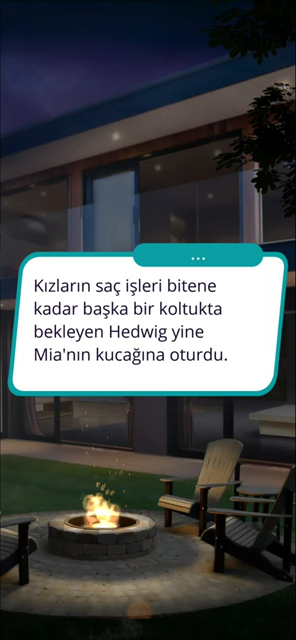 ...
Kızların saç işleri bitene
kadar başka bir koltukta
bekleyen Hedwig yine
Mia'nın kucağına oturdu.